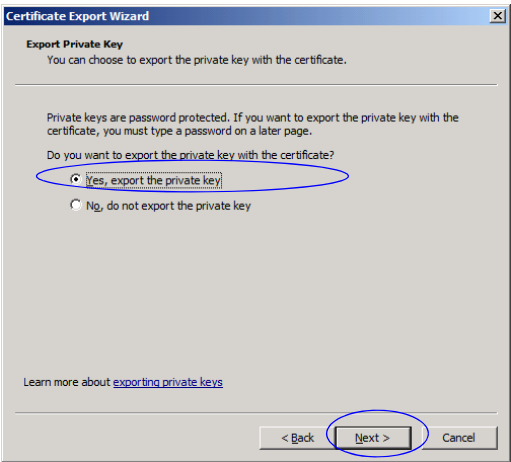 Certificate Export Wizard
Export Private Key
You can choose to export the private key with the certificate.
Private keys are password protected. If you want to export the private key with the
certificate, you must type a password on a later page.
Do you want to export the private key with the certificate?
Yes, export the private key
No, do not export the private key
Learn more about exporting private keys
< Back
Next >
Cancel